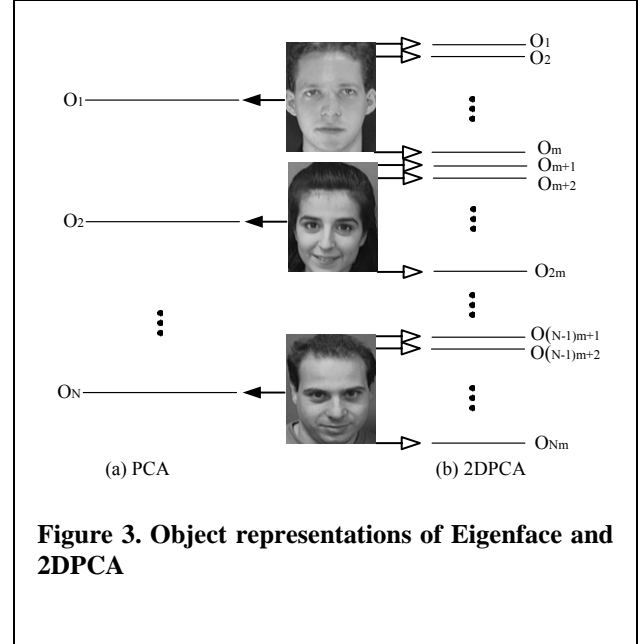 O1
O2
O1
Om
Om+1
Om+2
O2
O2m
O(N-1)m+1
O(N-1)m+2
ON
ONm
(a) PCA
(b) 2DPCA
Figure 3. Object representations of Eigenface and
2DPCA